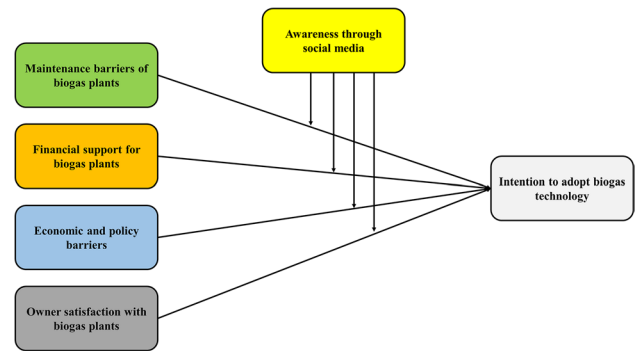 Awareness through
social media
Maintenance barriers of
biogas plants
Financial support for
biogas plants
Economic and policy
barriers
Owner satisfaction with
biogas plants
Intention to adopt biogas
technology